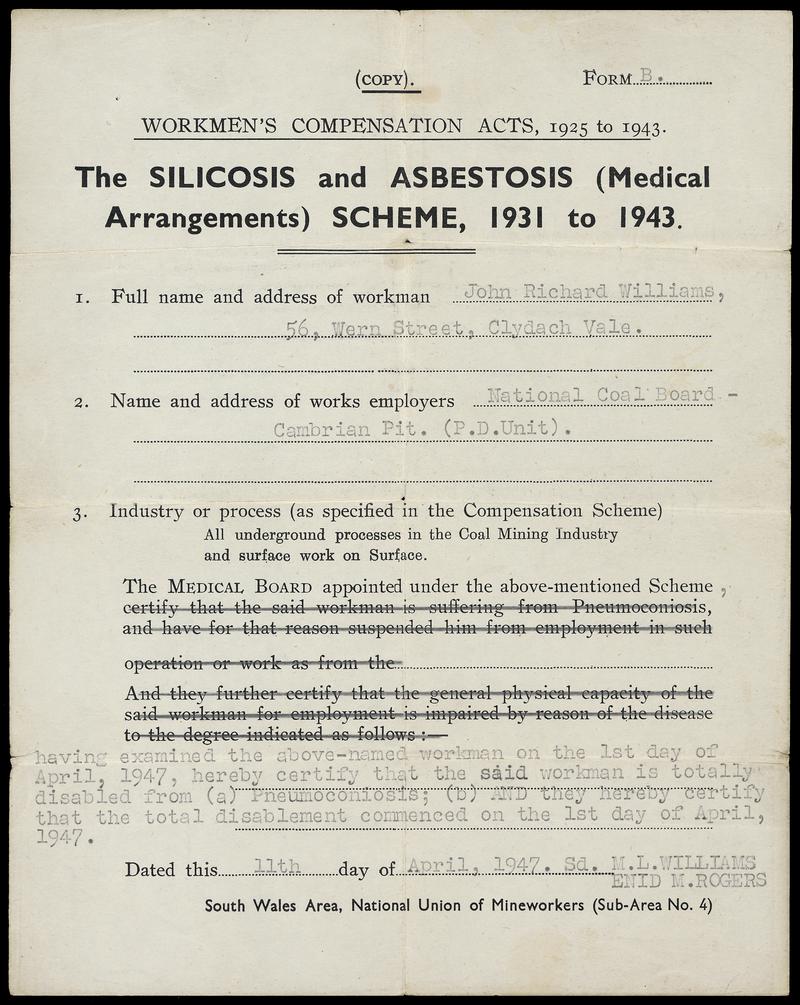 (COPY). FORM B.
WORKMEN'S COMPENSATION ACTS, 1925 to 1943.
The SILICOSIS and ASBESTOSIS (Medical
Arrangements) SCHEME, 1931 to 1943.
1. Full name and address of workman John Richard Williams,
56, Wern Street, Clydach Vale.
2. Name and address of works employers National Coal Board -
Cambrian Pit. (P.D.Unit).
3. Industry or process (as specified in the Compensation Scheme)
All underground processes in the Coal Mining Industry
and surface work on Surface.
The MEDICAL BOARD appointed under the above-mentioned Scheme,
certify that the said workman is suffering from Pneumoconiosis,
and have for that reason suspended him from employment in such
operation or work as from the
And they further certify that the general physical capacity of the
said workman for employment is impaired by reason of the disease
to the degree indicated as follows :—
having examined the above-named workman on the 1st day of
April, 1947, hereby certify that the said workman is totally
disabled from (a) Pneumoconiosis; (b) AND they hereby certify
that the total disablement commenced on the 1st day of April,
1947.
Dated this 11th day of April, 1947. Sd. M.L.WILLIAMS
ENID M.ROGERS
South Wales Area, National Union of Mineworkers (Sub-Area No. 4)